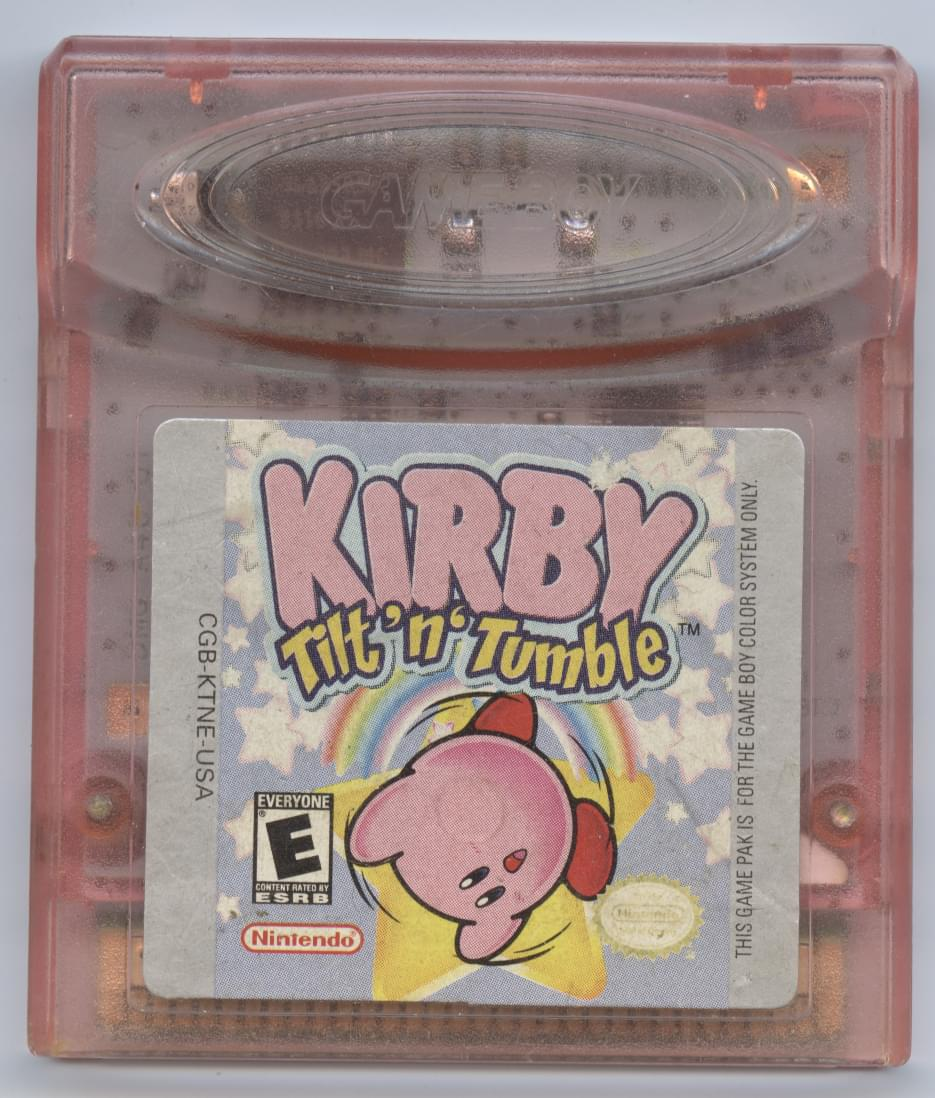 GAME BOY
KIRBY
Tilt 'n' Tumble TM
CGB-KTNE-USA
THIS GAME PAK IS FOR THE GAME BOY COLOR SYSTEM ONLY.
EVERYONE
E
®
CONTENT RATED BY
ESRB
Nintendo
Nintendo